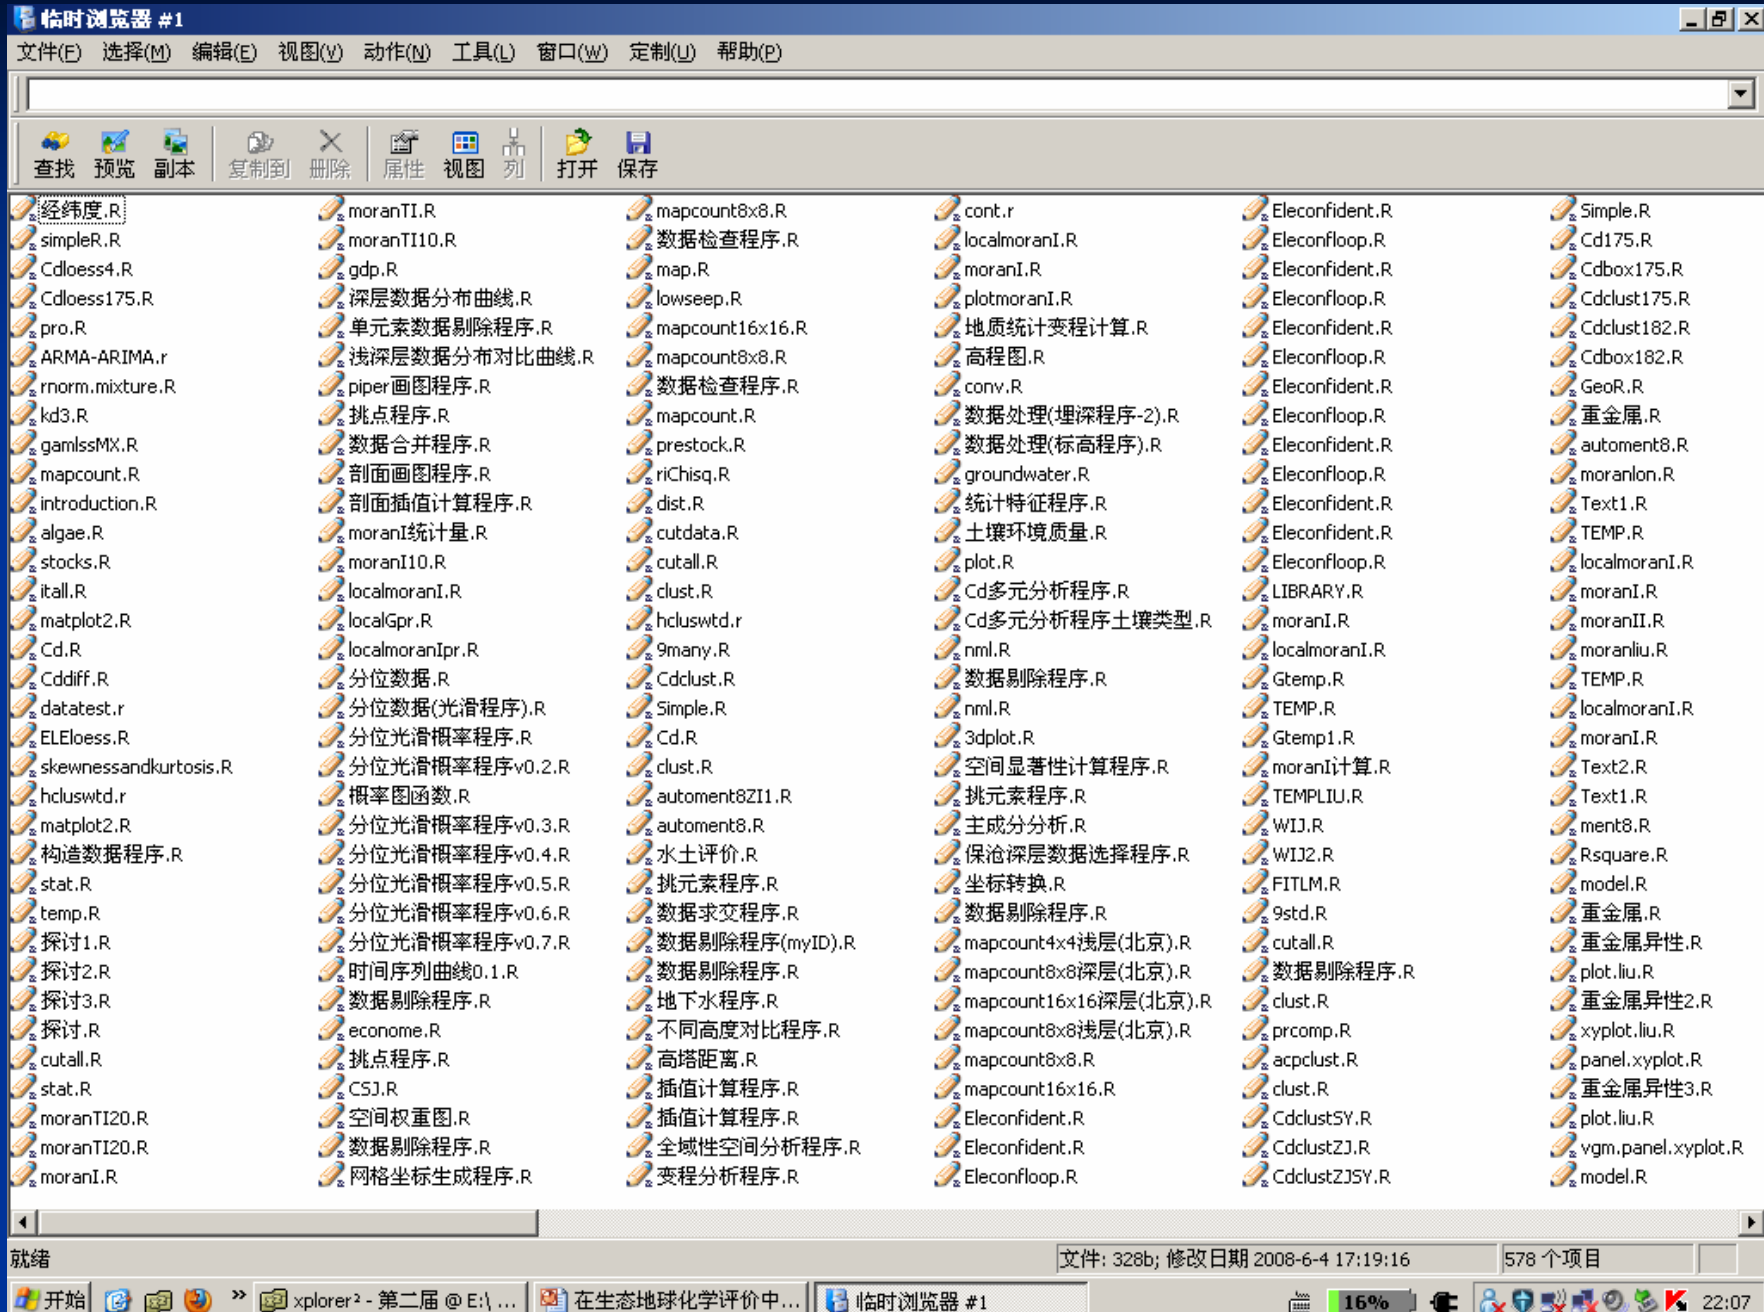 临时浏览器 #1
文件(F) 选择(M) 编辑(E) 视图(V) 动作(N) 工具(L) 窗口(W) 定制(U) 帮助(P)
查找 预览 副本 复制到 删除 属性 视图 列 打开 保存
经纬度.R moranTI.R mapcount8x8.R cont.r Eleconfident.R Simple.R
simpleR.R moranTI10.R 数据检查程序.R localmoranI.R Eleconfloop.R Cd175.R
Cdloess4.R gdp.R map.R moranI.R Eleconfident.R Cdbox175.R
Cdloess175.R 深层数据分布曲线.R lowseep.R plotmoranI.R Eleconfloop.R Cdclust175.R
pro.R 单元素数据剔除程序.R mapcount16x16.R 地质统计变程计算.R Eleconfident.R Cdclust182.R
ARMA-ARIMA.r 浅深层数据分布对比曲线.R mapcount8x8.R 高程图.R Eleconfloop.R Cdbox182.R
rnorm.mixture.R piper画图程序.R 数据检查程序.R conv.R Eleconfident.R GeoR.R
kd3.R 挑点程序.R mapcount.R 数据处理(埋深程序-2).R Eleconfloop.R 重金属.R
gamlssMX.R 数据合并程序.R prestock.R 数据处理(标高程序).R Eleconfident.R automent8.R
mapcount.R 剖面画图程序.R riChisq.R groundwater.R Eleconfloop.R moranlon.R
introduction.R 剖面插值计算程序.R dist.R 统计特征程序.R Eleconfident.R Text1.R
algae.R moranI统计量.R cutdata.R 土壤环境质量.R Eleconfident.R TEMP.R
stocks.R moranI10.R cutall.R plot.R Eleconfloop.R localmoranI.R
itall.R localmoranI.R clust.R Cd多元分析程序.R LIBRARY.R moranI.R
matplot2.R localGpr.R hcluswtd.r Cd多元分析程序土壤类型.R moranI.R moranII.R
Cd.R localmoranIpr.R 9many.R nml.R localmoranI.R moranliu.R
Cddiff.R 分位数据.R Cdclust.R 数据剔除程序.R Gtemp.R TEMP.R
datatest.r 分位数据(光滑程序).R Simple.R nml.R TEMP.R localmoranI.R
ELEloess.R 分位光滑概率程序.R Cd.R 3dplot.R Gtemp1.R moranI.R
skewnessandkurtosis.R 分位光滑概率程序v0.2.R clust.R 空间显著性计算程序.R moranI计算.R Text2.R
hcluswtd.r 概率图函数.R automent8ZI1.R 挑元素程序.R TEMPLIU.R Text1.R
matplot2.R 分位光滑概率程序v0.3.R automent8.R 主成分分析.R WIJ.R ment8.R
构造数据程序.R 分位光滑概率程序v0.4.R 水土评价.R 保沧深层数据选择程序.R WIJ2.R Rsquare.R
stat.R 分位光滑概率程序v0.5.R 挑元素程序.R 坐标转换.R FITLM.R model.R
temp.R 分位光滑概率程序v0.6.R 数据求交程序.R 数据剔除程序.R 9std.R 重金属.R
探讨1.R 分位光滑概率程序v0.7.R 数据剔除程序(myID).R mapcount4x4浅层(北京).R cutall.R 重金属异性.R
探讨2.R 时间序列曲线0.1.R 数据剔除程序.R mapcount8x8深层(北京).R 数据剔除程序.R plot.liu.R
探讨3.R 数据剔除程序.R 地下水程序.R mapcount16x16深层(北京).R clust.R 重金属异性2.R
探讨.R econome.R 不同高度对比程序.R mapcount8x8浅层(北京).R prcomp.R xyplot.liu.R
cutall.R 挑点程序.R 高塔距离.R mapcount8x8.R acpclust.R panel.xyplot.R
stat.R CSJ.R 插值计算程序.R mapcount16x16.R clust.R 重金属异性3.R
moranTI20.R 空间权重图.R 插值计算程序.R Eleconfident.R CdclustSY.R plot.liu.R
moranTI20.R 数据剔除程序.R 全域性空间分析程序.R Eleconfident.R CdclustZJ.R vgm.panel.xyplot.R
moranI.R 网格坐标生成程序.R 变程分析程序.R Eleconfloop.R CdclustZJSY.R model.R
就绪 文件: 328b; 修改日期 2008-6-4 17:19:16 578 个项目
开始 » xplorer² - 第二届 @ E:\ ... 在生态地球化学评价中... 临时浏览器 #1 16% 22:07